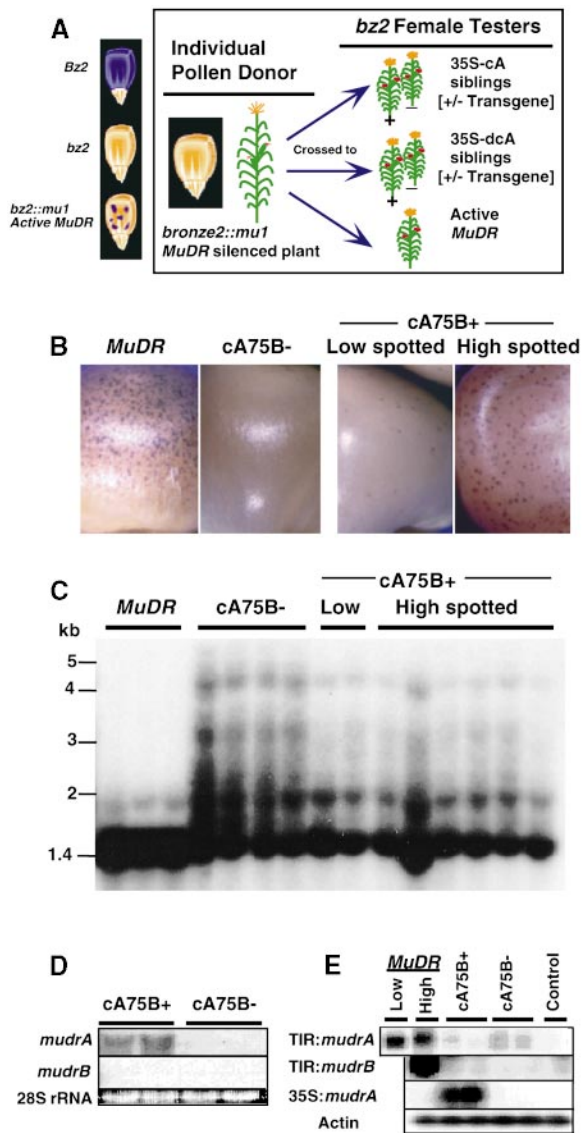 A
Bz2
bz2
bz2::mu1
Active MuDR
Individual
Pollen Donor
bronze2::mu1
MuDR silenced plant
Crossed to
bz2 Female Testers
35S-cA
siblings
[+/- Transgene]
+
–
35S-dcA
siblings
[+/- Transgene]
+
–
Active
MuDR
B
cA75B+
MuDR
cA75B-
Low spotted
High spotted
C
cA75B+
MuDR
cA75B-
Low
High spotted
kb
5
4
3
2
1.4
D
cA75B+
cA75B-
mudrA
mudrB
28S rRNA
E
MuDR
Low
High
cA75B+
cA75B-
Control
TIR:mudrA
TIR:mudrB
35S:mudrA
Actin